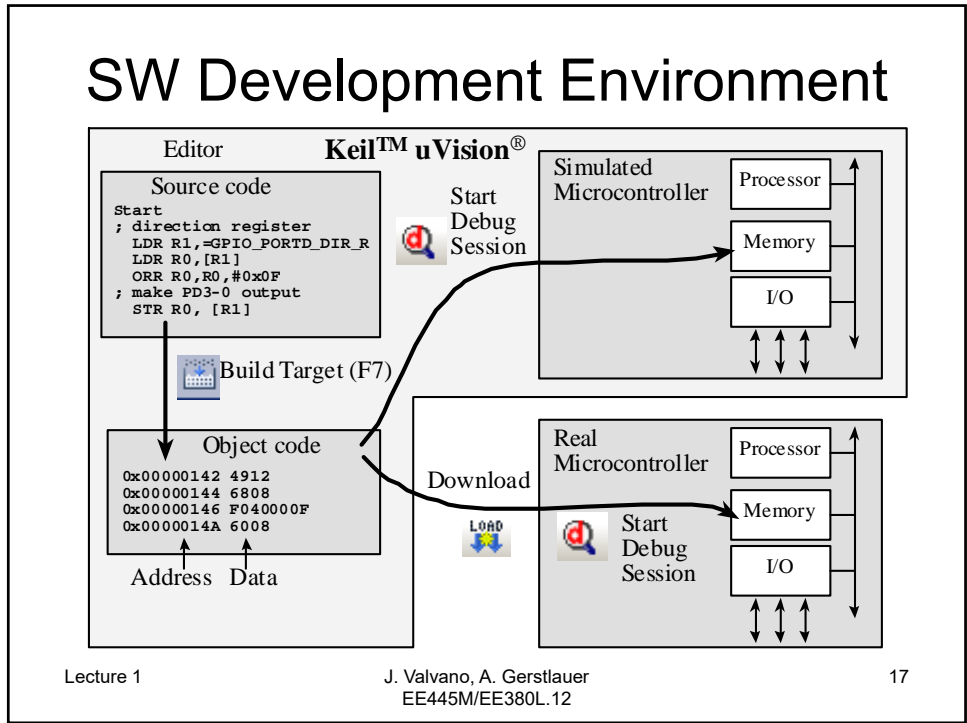 SW Development Environment
Keil™ uVision®
Editor
Source code
Start
; direction register
LDR R1,=GPIO_PORTD_DIR_R
LDR R0,[R1]
ORR R0,R0,#0x0F
; make PD3-0 output
STR R0, [R1]
Build Target (F7)
Object code
0x00000142 4912
0x00000144 6808
0x00000146 F040000F
0x0000014A 6008
Address Data
Start
Debug
Session
Simulated
Microcontroller
Processor
Memory
I/O
Download
LOAD
Start
Debug
Session
Real
Microcontroller
Processor
Memory
I/O
Lecture 1
J. Valvano, A. Gerstlauer
EE445M/EE380L.12
17